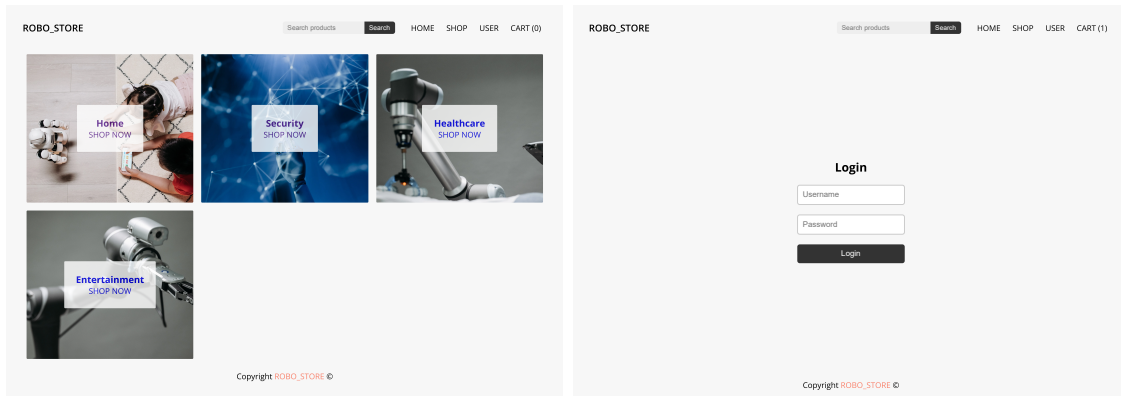 ROBO_STORE Search products Search HOME SHOP USER CART (0)
Home
SHOP NOW
Security
SHOP NOW
Healthcare
SHOP NOW
Entertainment
SHOP NOW
Copyright ROBO_STORE ©
ROBO_STORE Search products Search HOME SHOP USER CART (1)
Login
Username
Password
Login
Copyright ROBO_STORE ©